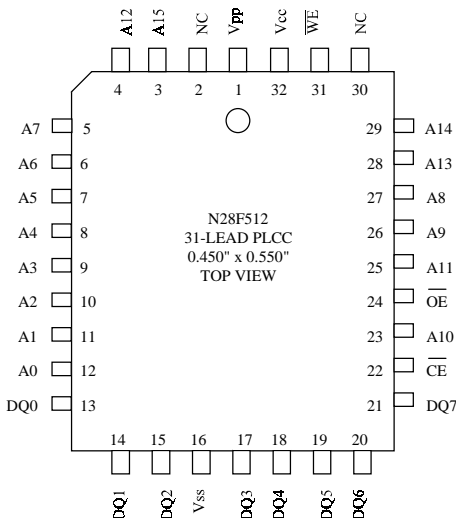 A12 A15 NC Vpp Vcc WE NC
4 3 2 1 32 31 30
A7 5 29 A14
A6 6 28 A13
A5 7 27 A8
A4 8 26 A9
A3 9 25 A11
A2 10 24 OE
A1 11 23 A10
A0 12 22 CE
DQ0 13 21 DQ7
N28F512
31-LEAD PLCC
0.450" x 0.550"
TOP VIEW
14 15 16 17 18 19 20
DQ1 DQ2 Vss DQ3 DQ4 DQ5 DQ6